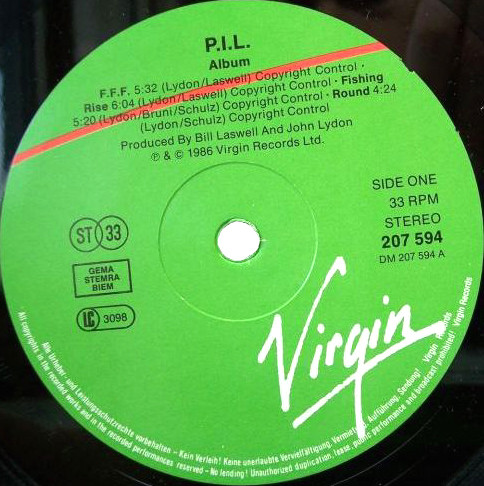 P.I.L.
Album
F.F.F. 5:32 (Lydon/Laswell) Copyright Control ·
Rise 6:04 (Lydon/Laswell) Copyright Control · Fishing
5:20 (Lydon/Bruni/Schulz) Copyright Control · Round 4:24
(Lydon/Schulz) Copyright Control
Produced By Bill Laswell And John Lydon
℗ & © 1986 Virgin Records Ltd.
SIDE ONE
33 RPM
STEREO
207 594
DM 207 594 A
ST 33
GEMA
STEMRA
BIEM
LC 3098
Virgin
Alle Urheber- und Leistungsschutzrechte vorbehalten – Kein Verleih! Keine unerlaubte Vervielfältigung, Vermietung, Aufführung, Sendung! Virgin Records
All copyrights in the recorded works and in the recorded performances reserved – No lending! Unauthorized duplication, lease, public performance and broadcast prohibited! Virgin Records